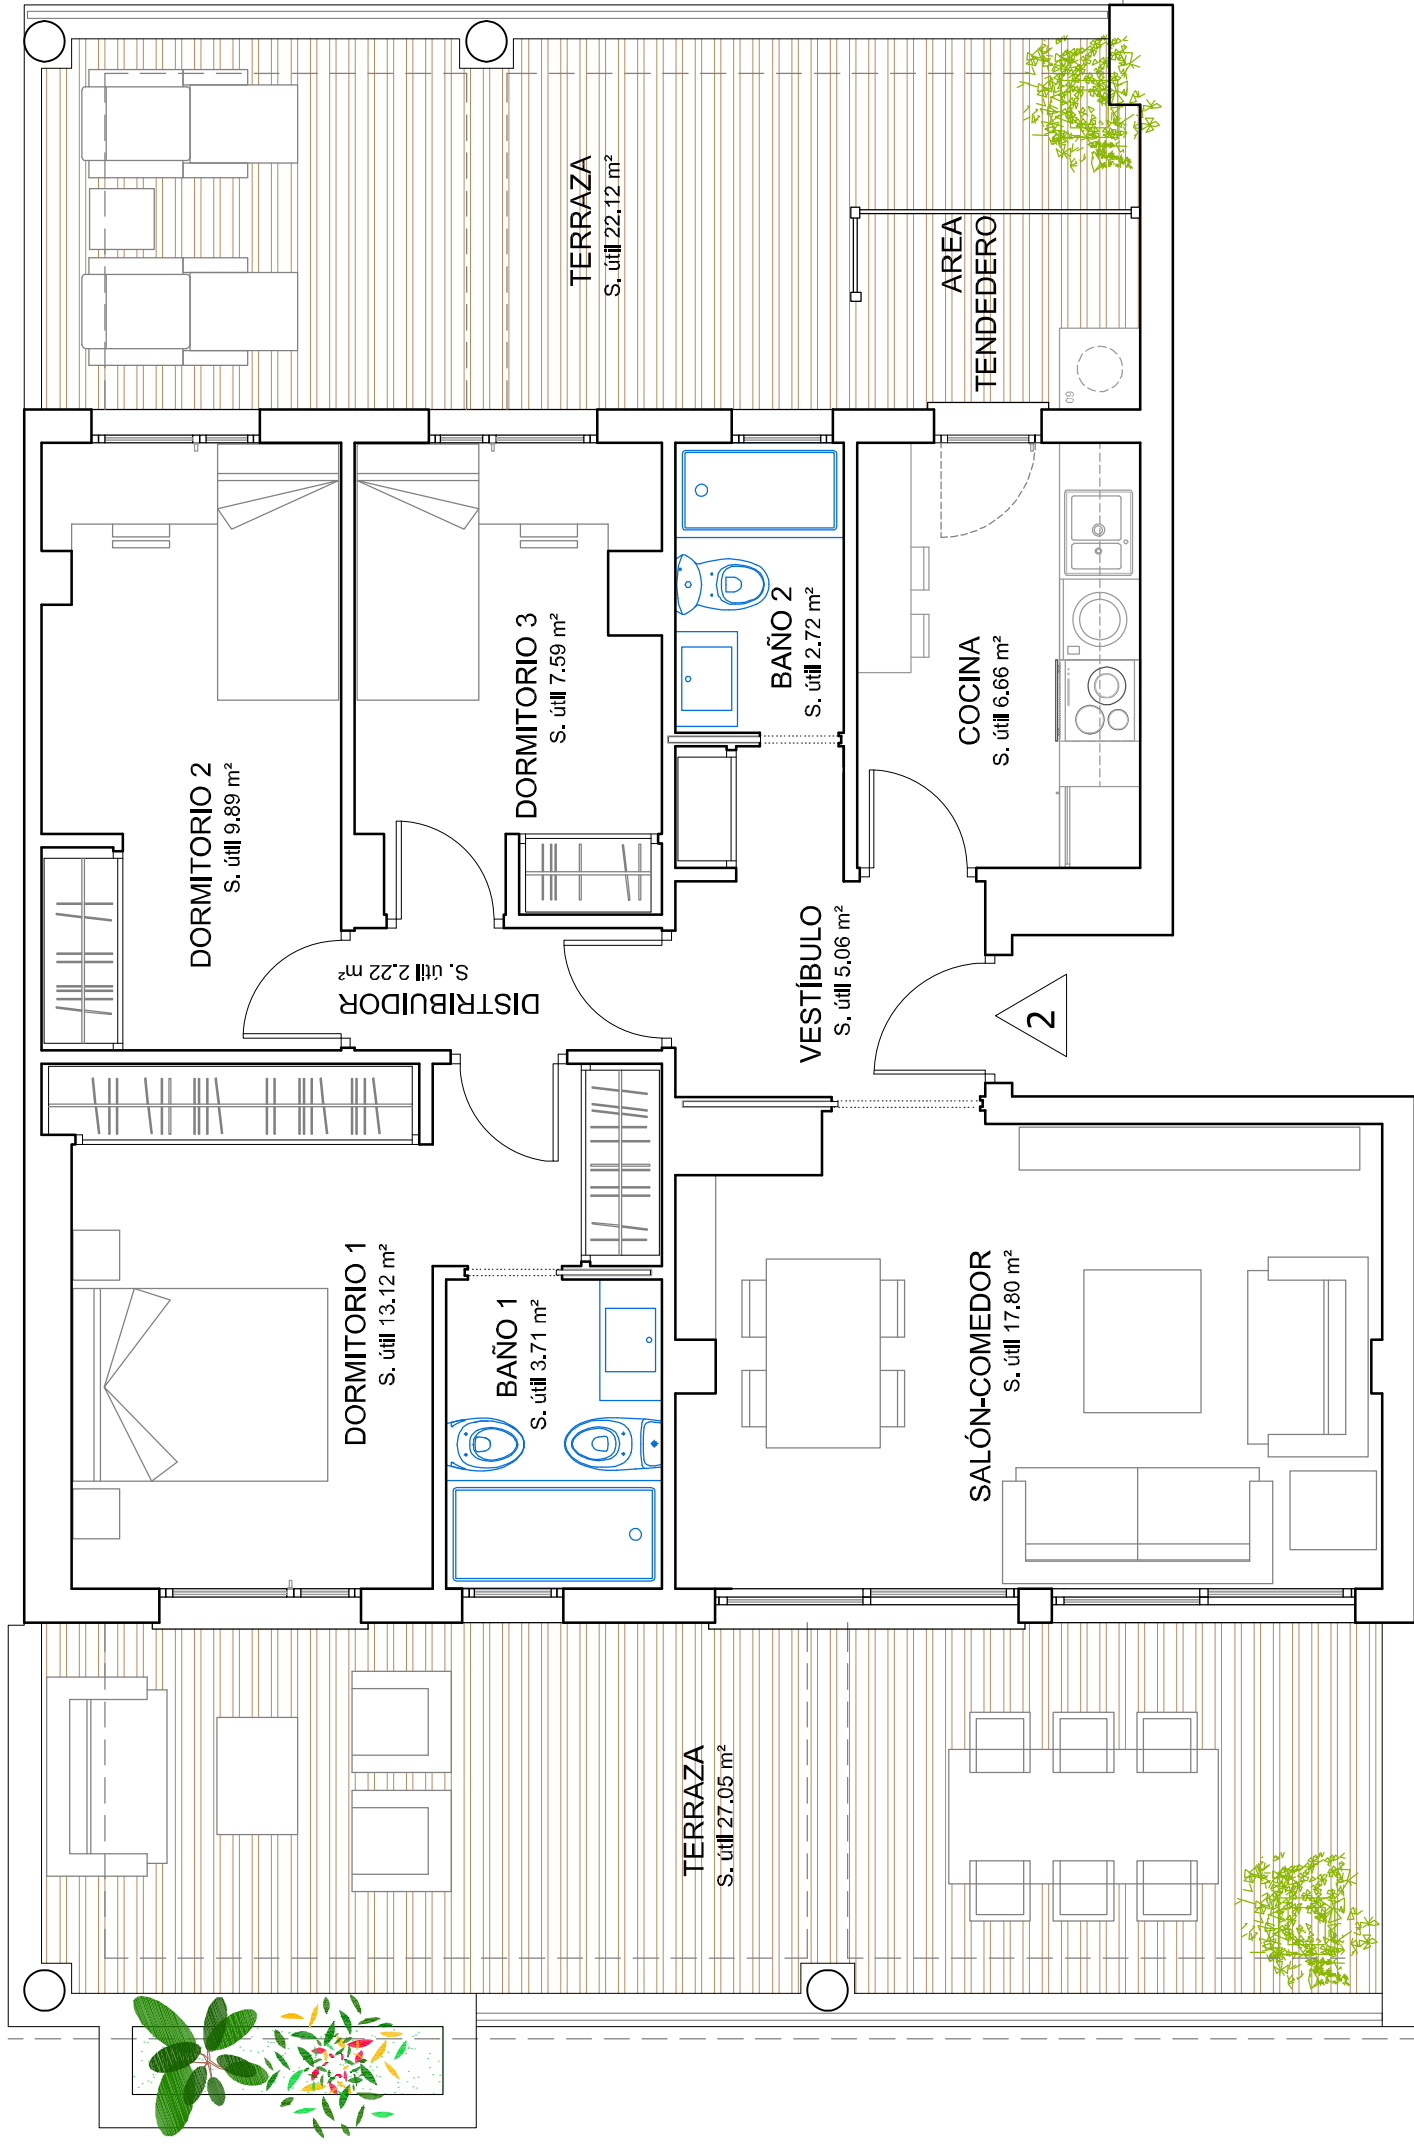 TERRAZA
S. útil 22.12 m²
AREA
TENDEDERO
60
DORMITORIO 2
S. útil 9.89 m²
DORMITORIO 3
S. útil 7.59 m²
BAÑO 2
S. útil 2.72 m²
COCINA
S. útil 6.66 m²
DISTRIBUIDOR
S. útil 2.22 m²
VESTÍBULO
S. útil 5.06 m²
2
DORMITORIO 1
S. útil 13.12 m²
BAÑO 1
S. útil 3.71 m²
SALÓN-COMEDOR
S. útil 17.80 m²
TERRAZA
S. útil 27.05 m²